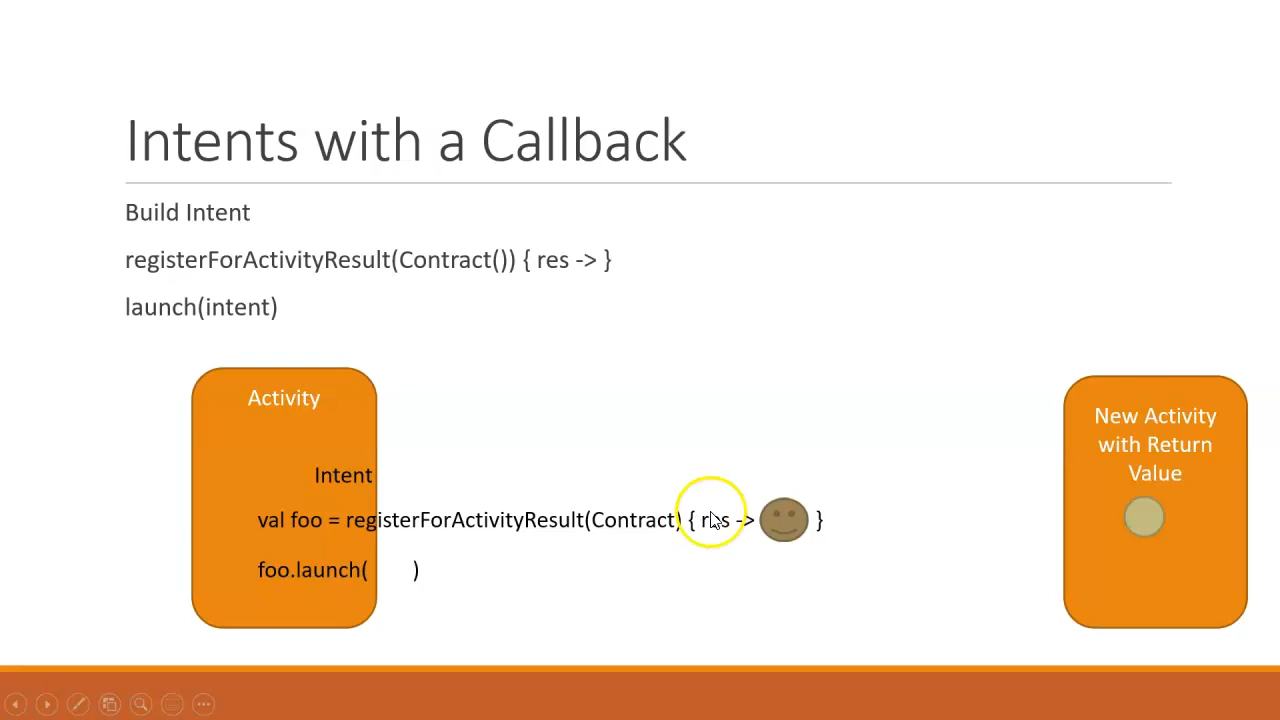 Intents with a Callback
Build Intent
registerForActivityResult(Contract()) { res -> }
launch(intent)
Activity
Intent
val foo = registerForActivityResult(Contract) { res -> }
foo.launch( )
New Activity
with Return
Value